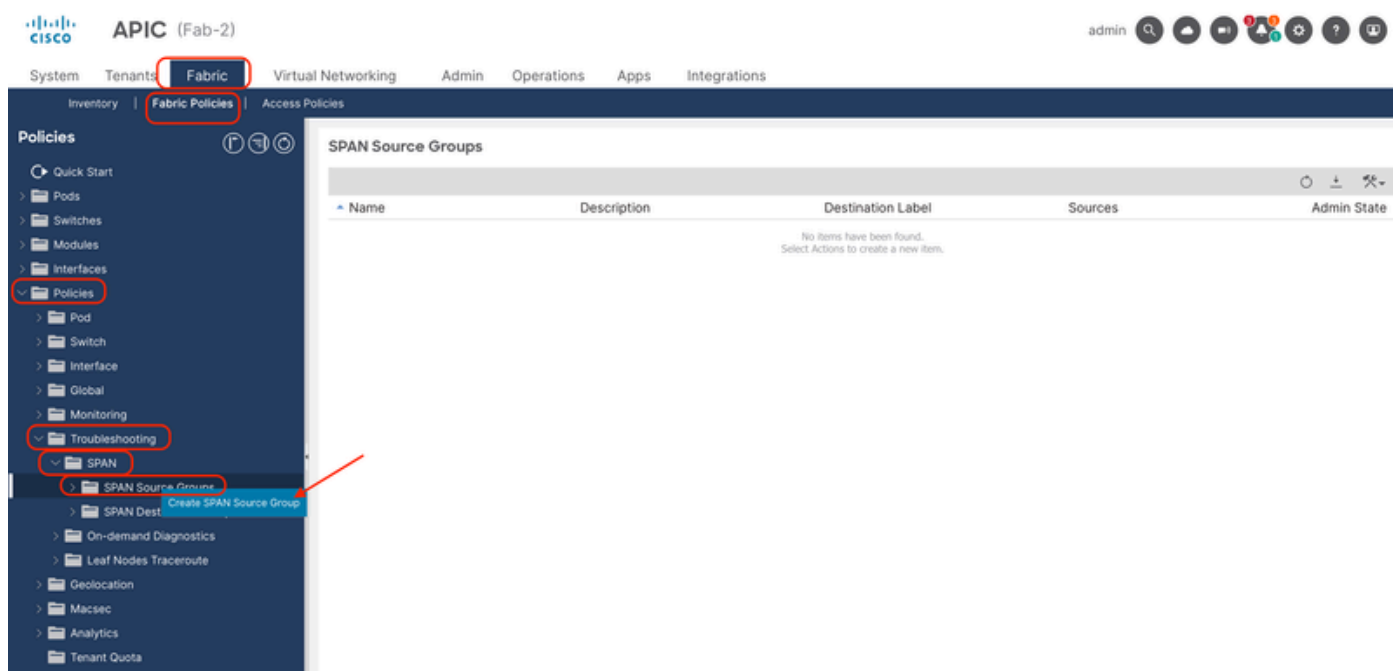 CISCO
APIC (Fab-2)
admin
System Tenants Fabric Virtual Networking Admin Operations Apps Integrations
Inventory | Fabric Policies | Access Policies
Policies
Quick Start
Pods
Switches
Modules
Interfaces
Policies
Pod
Switch
Interface
Global
Monitoring
Troubleshooting
SPAN
SPAN Source Groups
Create SPAN Source Group
SPAN Dest
On-demand Diagnostics
Leaf Nodes Traceroute
Geolocation
Macsec
Analytics
Tenant Quota
SPAN Source Groups
Name Description Destination Label Sources Admin State
No items have been found.
Select Actions to create a new item.